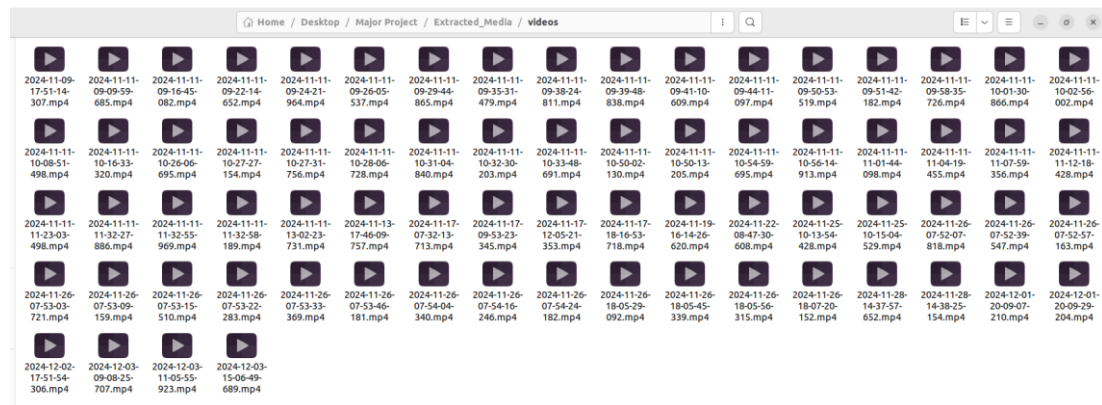 Home / Desktop / Major Project / Extracted_Media / videos
2024-11-09-
17-51-14-
307.mp4
2024-11-11-
09-09-59-
685.mp4
2024-11-11-
09-16-45-
082.mp4
2024-11-11-
09-22-14-
652.mp4
2024-11-11-
09-24-21-
964.mp4
2024-11-11-
09-26-05-
537.mp4
2024-11-11-
09-29-44-
865.mp4
2024-11-11-
09-35-31-
479.mp4
2024-11-11-
09-38-24-
811.mp4
2024-11-11-
09-39-48-
838.mp4
2024-11-11-
09-41-10-
609.mp4
2024-11-11-
09-44-11-
097.mp4
2024-11-11-
09-50-53-
519.mp4
2024-11-11-
09-51-42-
182.mp4
2024-11-11-
09-58-35-
726.mp4
2024-11-11-
10-01-30-
866.mp4
2024-11-11-
10-02-56-
002.mp4
2024-11-11-
10-08-51-
498.mp4
2024-11-11-
10-16-33-
320.mp4
2024-11-11-
10-26-06-
695.mp4
2024-11-11-
10-27-27-
154.mp4
2024-11-11-
10-27-31-
756.mp4
2024-11-11-
10-28-06-
728.mp4
2024-11-11-
10-31-04-
840.mp4
2024-11-11-
10-32-30-
203.mp4
2024-11-11-
10-33-48-
691.mp4
2024-11-11-
10-50-02-
130.mp4
2024-11-11-
10-50-13-
205.mp4
2024-11-11-
10-54-59-
695.mp4
2024-11-11-
10-56-14-
913.mp4
2024-11-11-
11-01-44-
098.mp4
2024-11-11-
11-04-19-
455.mp4
2024-11-11-
11-07-59-
356.mp4
2024-11-11-
11-12-18-
428.mp4
2024-11-11-
11-23-03-
498.mp4
2024-11-11-
11-32-27-
886.mp4
2024-11-11-
11-32-55-
969.mp4
2024-11-11-
11-32-58-
189.mp4
2024-11-11-
13-02-23-
731.mp4
2024-11-13-
17-46-09-
757.mp4
2024-11-17-
07-32-13-
713.mp4
2024-11-17-
09-53-23-
345.mp4
2024-11-17-
12-05-21-
353.mp4
2024-11-17-
18-16-53-
718.mp4
2024-11-19-
16-14-26-
620.mp4
2024-11-22-
08-47-30-
608.mp4
2024-11-25-
10-13-54-
428.mp4
2024-11-25-
10-15-04-
529.mp4
2024-11-26-
07-52-07-
818.mp4
2024-11-26-
07-52-39-
547.mp4
2024-11-26-
07-52-57-
163.mp4
2024-11-26-
07-53-03-
721.mp4
2024-11-26-
07-53-09-
159.mp4
2024-11-26-
07-53-15-
510.mp4
2024-11-26-
07-53-22-
283.mp4
2024-11-26-
07-53-33-
369.mp4
2024-11-26-
07-53-46-
181.mp4
2024-11-26-
07-54-04-
340.mp4
2024-11-26-
07-54-16-
246.mp4
2024-11-26-
07-54-24-
182.mp4
2024-11-26-
18-05-29-
092.mp4
2024-11-26-
18-05-45-
339.mp4
2024-11-26-
18-05-56-
315.mp4
2024-11-26-
18-07-20-
152.mp4
2024-11-28-
14-37-57-
652.mp4
2024-11-28-
14-38-25-
154.mp4
2024-12-01-
20-09-07-
210.mp4
2024-12-01-
20-09-29-
204.mp4
2024-12-02-
17-51-54-
306.mp4
2024-12-03-
09-08-25-
707.mp4
2024-12-03-
11-05-55-
923.mp4
2024-12-03-
15-06-49-
689.mp4